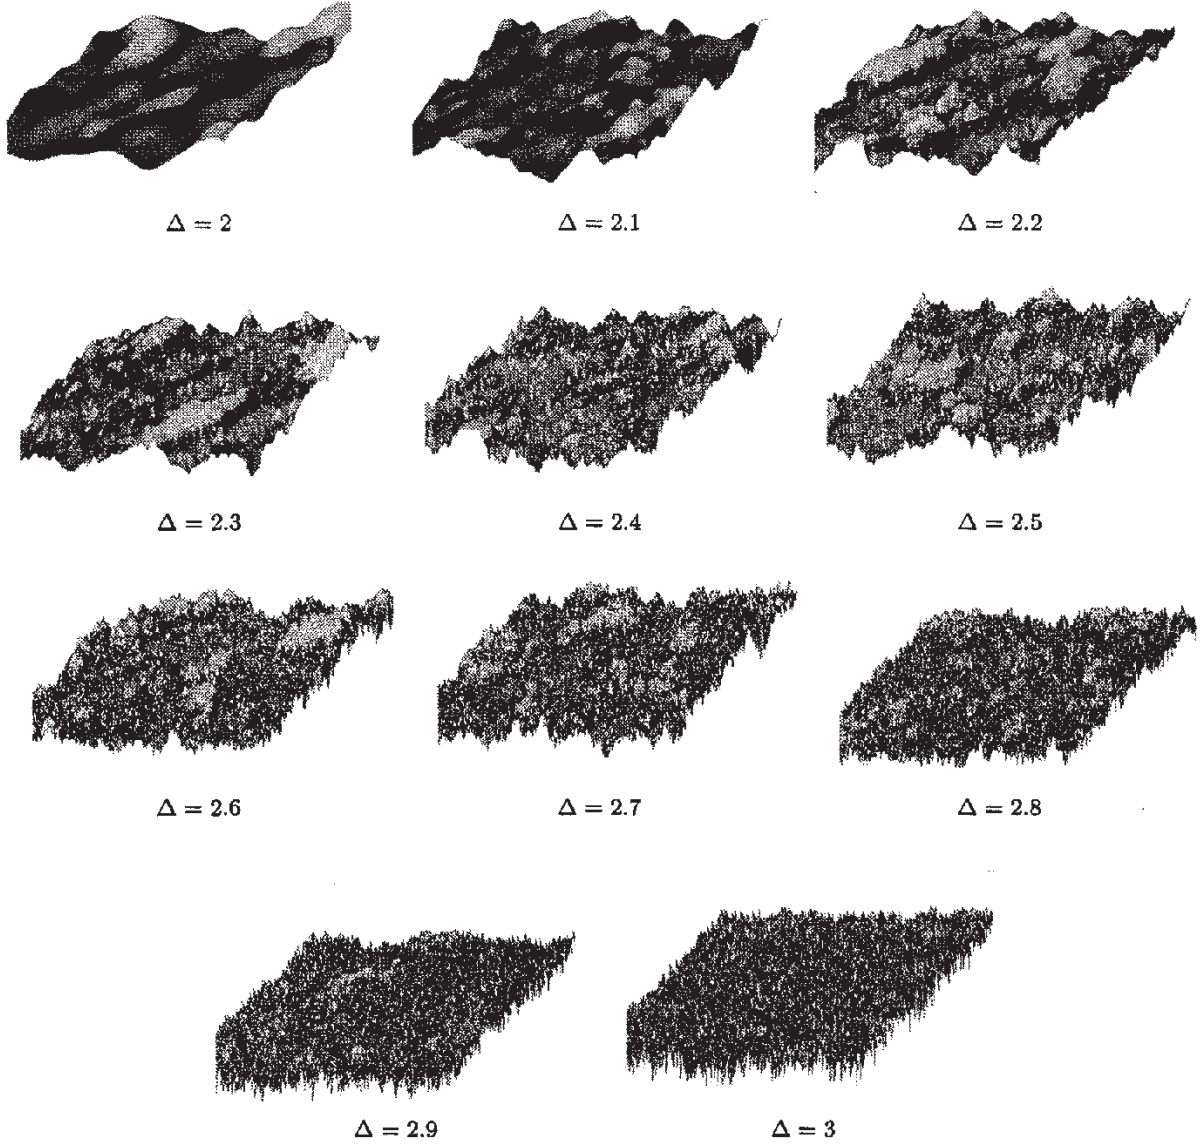 Δ = 2
Δ = 2.1
Δ = 2.2
Δ = 2.3
Δ = 2.4
Δ = 2.5
Δ = 2.6
Δ = 2.7
Δ = 2.8
Δ = 2.9
Δ = 3